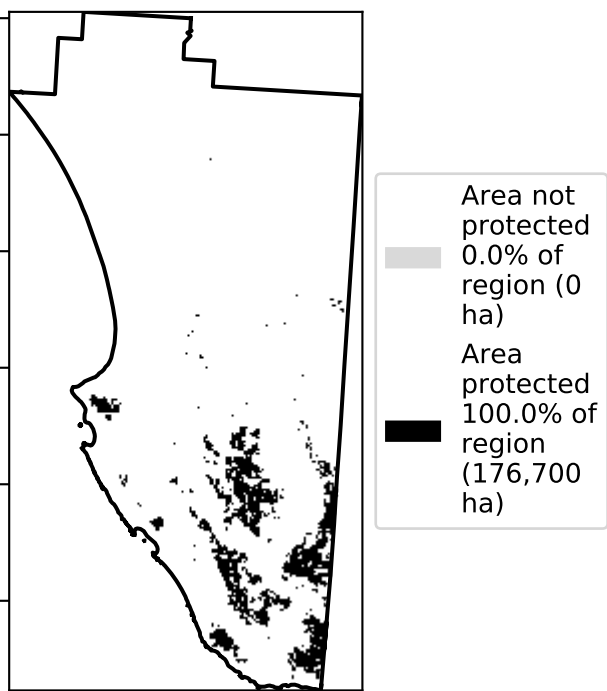 Area not
protected
0.0% of
region (0
ha)
Area
protected
100.0% of
region
(176,700
ha)